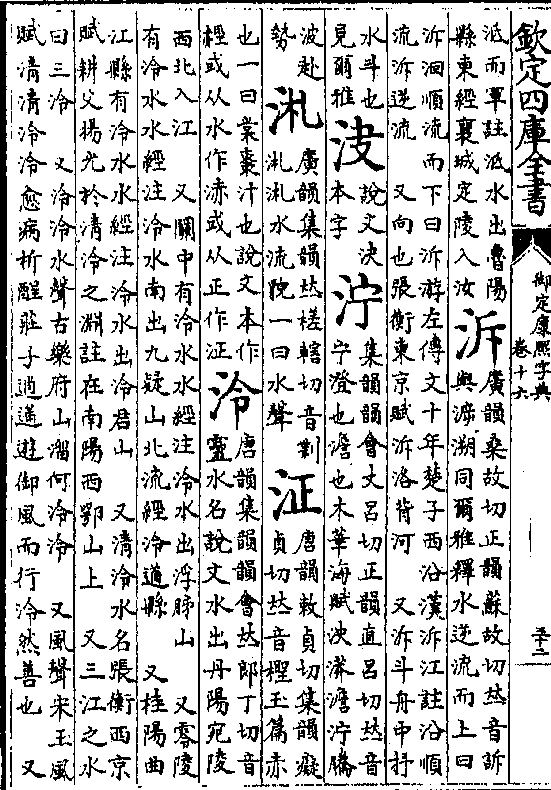 欽定四庫全書
御定康熙字典
卷十六
泜而軍註泜水出魯陽
縣東經襄城定陵入汝
泝
廣韻桑故切正韻蘇故切𠀤音訴
與㴑溯同爾雅釋水逆流而上曰
泝洄順流而下曰泝游左傳文十年楚子西沿漢泝江註沿順
流泝逆流 又向也張衡東京賦泝洛背河 又泝斗舟中抒
水斗也
見爾雅
說文決
本字
泞
集韻韻會丈呂切正韻直呂切𠀤音
宁澄也澹也木華海賦泱漭澹泞騰
波赴
勢
汃
廣韻集韻𠀤槎轄切音
水流皃一曰水聲
泟
唐韻敕貞切集韻癡
貞切𠀤音檉玉篇赤
也一曰棠棗汁也說文本作
䞓或从水作浾或从正作泟
泠
唐韻集韻韻會𠀤郎丁切音
靈水名說文水出丹陽宛陵
西北入江 又關中有泠水水經注泠水出浮肺山 又零陵
有泠水水經注泠水南出九疑山北流經泠道縣 又桂陽曲
江縣有泠水水經注泠水出泠君山 又清泠水名張衡西京
賦耕父揚光於清泠之淵註在南陽西鄂山上 又三江之水
曰三泠 又泠泠水聲古樂府山溜何泠泠 又風聲宋玉風
賦清清泠泠愈病析酲莊子逍遙遊御風而行泠然善也 又